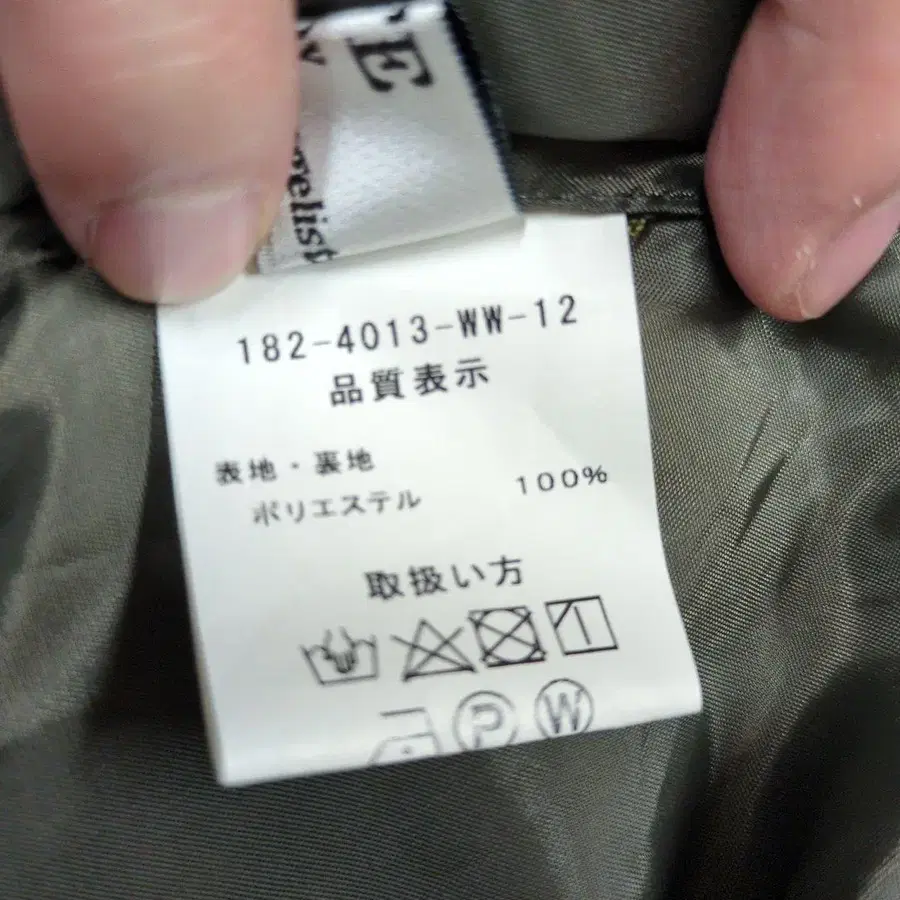 182-4013-WW-12
品質表示
表地・裏地
ポリエステル 100%
取扱い方
P W